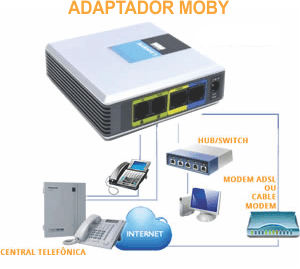 ADAPTADOR MOBY
HUB/SWITCH
MODEM ADSL
OU
CABLE
MODEM
INTERNET
CENTRAL TELEFÔNICA